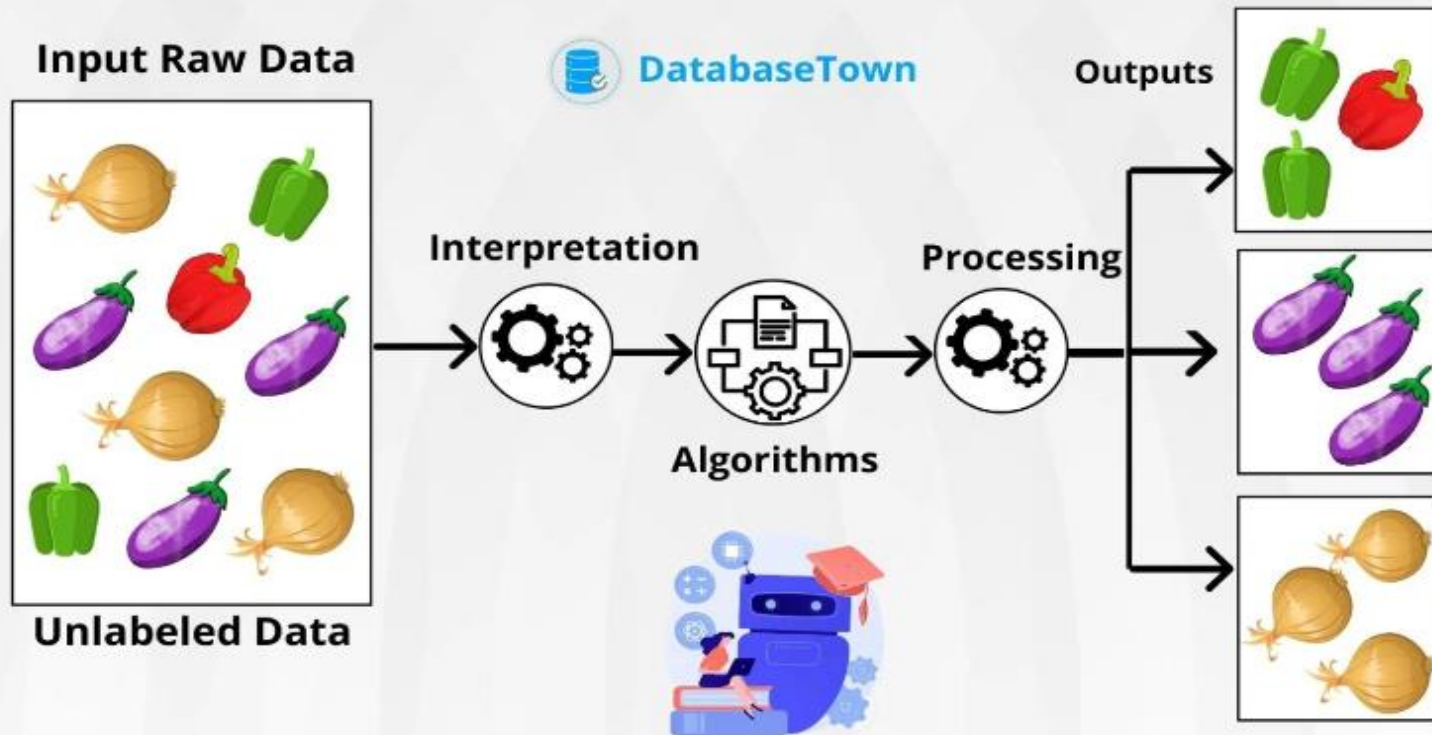 Input Raw Data
DatabaseTown
Outputs
Interpretation
Processing
Algorithms
Unlabeled Data